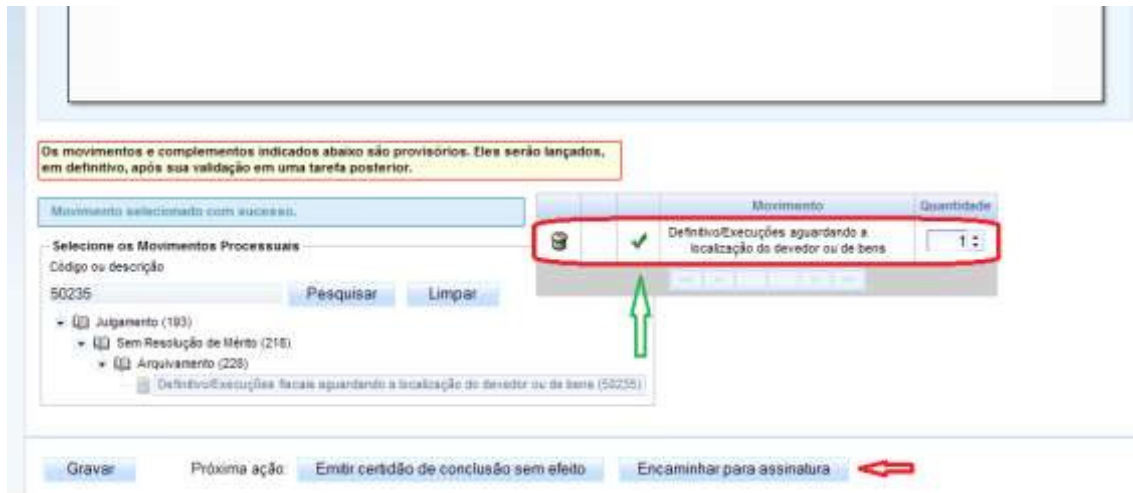 Os movimentos e complementos indicados abaixo são provisórios. Eles serão lançados,
em definitivo, após sua validação em uma tarefa posterior.
Movimento selecionado com sucesso.
Movimento Quantidade
Definitivo/Execuções aguardando a
localização do devedor ou de bens
1
Selecione os Movimentos Processuais
Código ou descrição
50235 Pesquisar Limpar
Julgamento (193)
Sem Resolução de Mérito (218)
Arquivamento (228)
Definitivo/Execuções fiscais aguardando a localização do devedor ou de bens (50235)
Gravar Próxima ação: Emitir certidão de conclusão sem efeito Encaminhar para assinatura